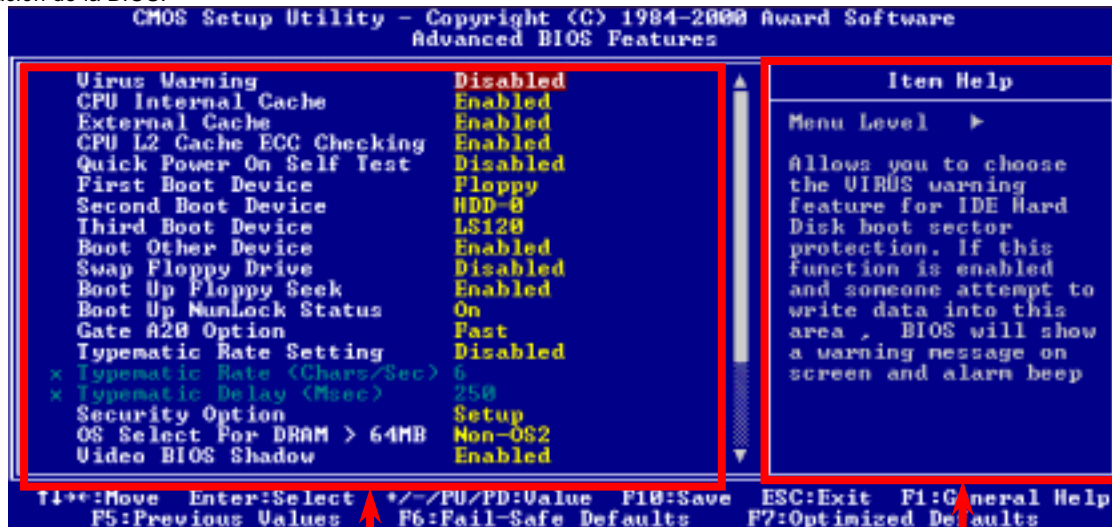 ación de la BIOS.
CMOS Setup Utility - Copyright (C) 1984-2000 Award Software
Advanced BIOS Features
Virus Warning Disabled
CPU Internal Cache Enabled
External Cache Enabled
CPU L2 Cache ECC Checking Enabled
Quick Power On Self Test Disabled
First Boot Device Floppy
Second Boot Device HDD-0
Third Boot Device LS120
Boot Other Device Enabled
Swap Floppy Drive Disabled
Boot Up Floppy Seek Enabled
Boot Up NumLock Status On
Gate A20 Option Fast
Typematic Rate Setting Disabled
x Typematic Rate (Chars/Sec) 6
x Typematic Delay (Msec) 250
Security Option Setup
OS Select For DRAM > 64MB Non-OS2
Video BIOS Shadow Enabled
Item Help
Menu Level ►
Allows you to choose
the VIRUS warning
feature for IDE Hard
Disk boot sector
protection. If this
function is enabled
and someone attempt to
write data into this
area , BIOS will show
a warning message on
screen and alarm beep
↑↓→←:Move Enter:Select +/-/PU/PD:Value F10:Save ESC:Exit F1:General Help
F5:Previous Values F6:Fail-Safe Defaults F7:Optimized Defaults